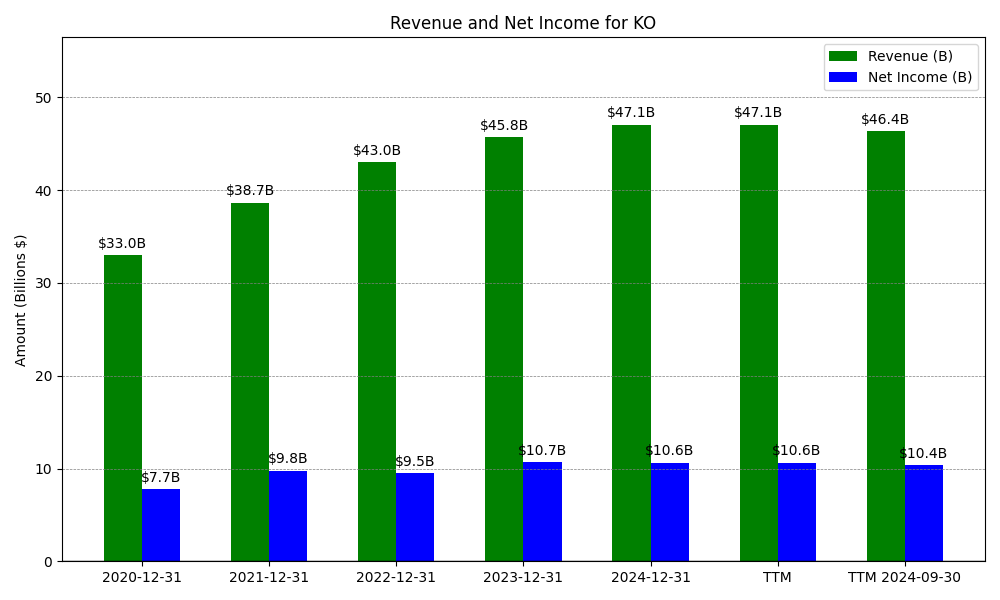 Revenue and Net Income for KO
Revenue (B)
Net Income (B)
Amount (Billions $)
50
40
30
20
10
0
$33.0B
$38.7B
$43.0B
$45.8B
$47.1B
$47.1B
$46.4B
$7.7B
$9.8B
$9.5B
$10.7B
$10.6B
$10.6B
$10.4B
2020-12-31
2021-12-31
2022-12-31
2023-12-31
2024-12-31
TTM
TTM 2024-09-30